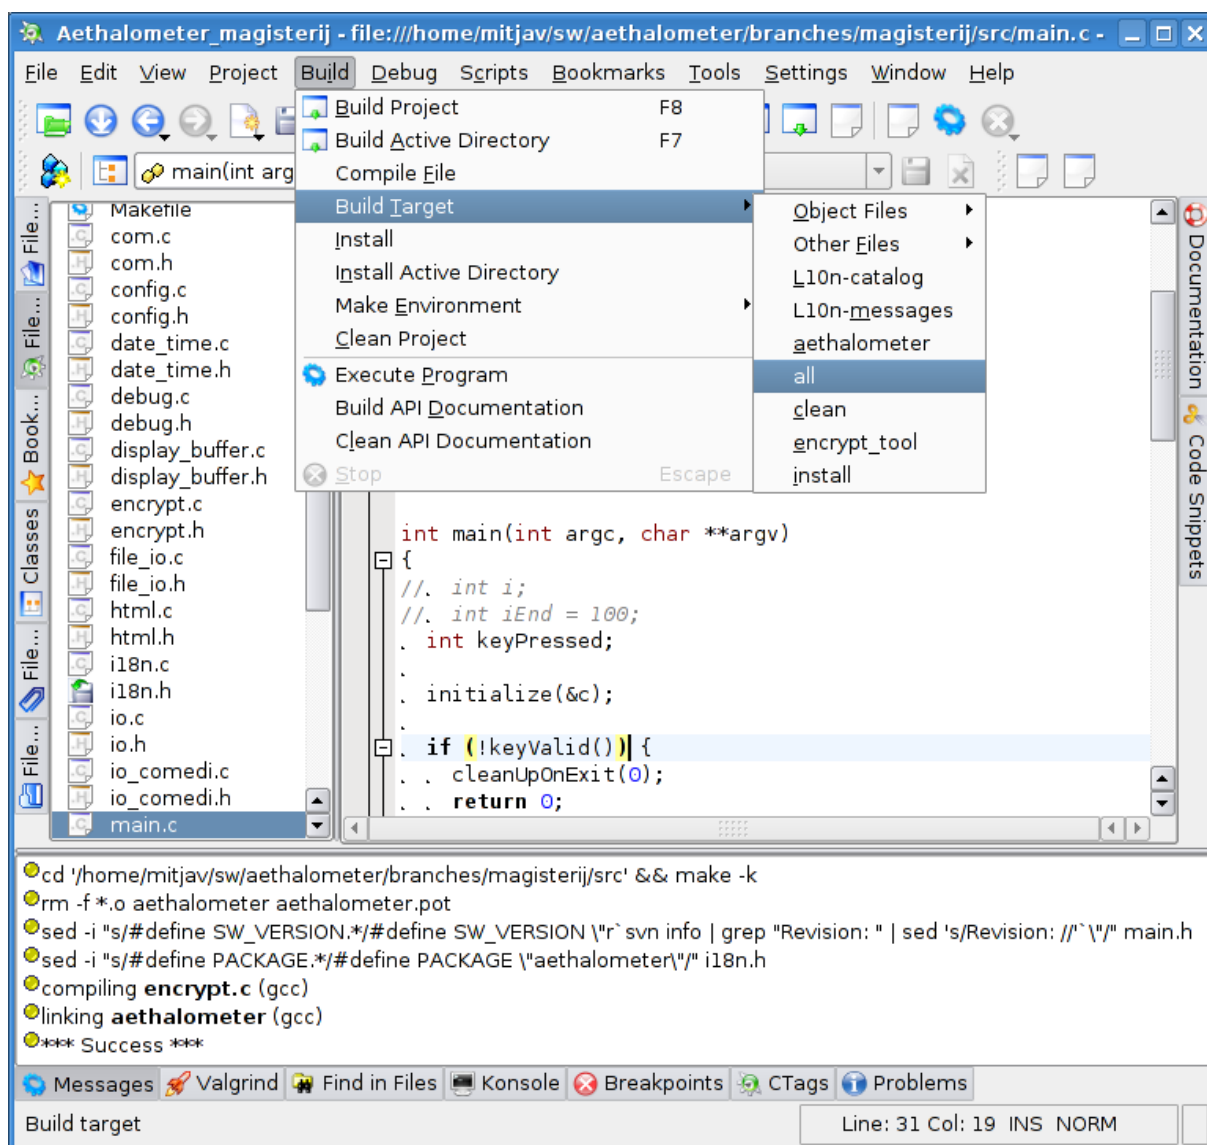 Aethalometer_magisterij - file:///home/mitjav/sw/aethalometer/branches/magisterij/src/main.c -
File Edit View Project Build Debug Scripts Bookmarks Tools Settings Window Help
main(int arg
Build Project F8
Build Active Directory F7
Compile File
Build Target
Install
Install Active Directory
Make Environment
Clean Project
Execute Program
Build API Documentation
Clean API Documentation
Stop Escape
Object Files
Other Files
L10n-catalog
L10n-messages
aethalometer
all
clean
encrypt_tool
install
File...
File...
Book...
Classes
File...
File...
Makefile
com.c
com.h
config.c
config.h
date_time.c
date_time.h
debug.c
debug.h
display_buffer.c
display_buffer.h
encrypt.c
encrypt.h
file_io.c
file_io.h
html.c
html.h
i18n.c
i18n.h
io.c
io.h
io_comedi.c
io_comedi.h
main.c
int main(int argc, char **argv)
{
// int i;
// int iEnd = 100;
int keyPressed;
initialize(&c);
if (!keyValid()) {
cleanUpOnExit(0);
return 0;
Documentation
Code Snippets
cd '/home/mitjav/sw/aethalometer/branches/magisterij/src' && make -k
rm -f *.o aethalometer aethalometer.pot
sed -i "s/#define SW_VERSION.*/#define SW_VERSION \"r`svn info | grep "Revision: " | sed 's/Revision: //'`\"/" main.h
sed -i "s/#define PACKAGE.*/#define PACKAGE \"aethalometer\"/" i18n.h
compiling encrypt.c (gcc)
linking aethalometer (gcc)
*** Success ***
Messages Valgrind Find in Files Konsole Breakpoints CTags Problems
Build target Line: 31 Col: 19 INS NORM